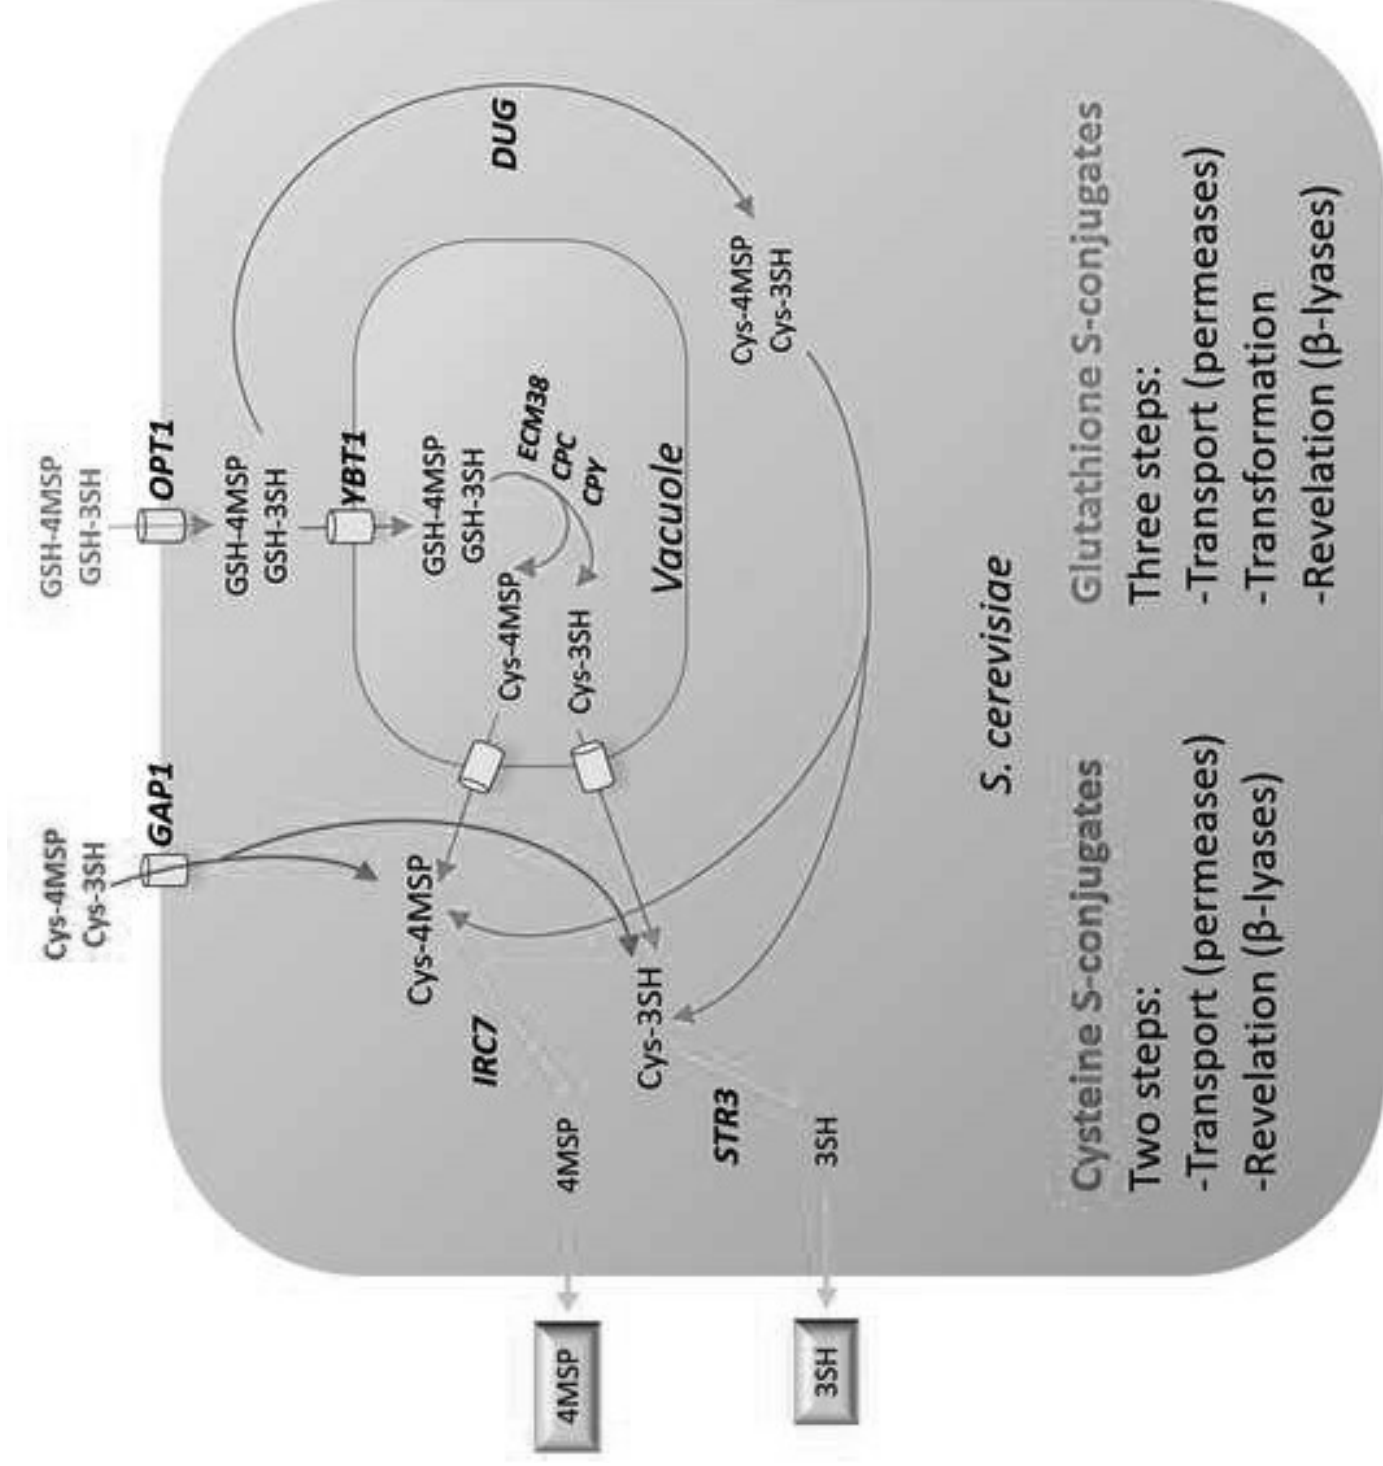 Cys-4MSP
Cys-3SH
GSH-4MSP
GSH-3SH
GAP1
OPT1
GSH-4MSP
GSH-3SH
YBT1
GSH-4MSP
GSH-3SH
ECM38
CPC
CPY
DUG
Cys-4MSP
Cys-3SH
Vacuole
Cys-4MSP
Cys-3SH
Cys-4MSP
Cys-3SH
IRC7
STR3
4MSP
3SH
4MSP
3SH
S. cerevisiae
Cysteine S-conjugates
Two steps:
-Transport (permeases)
-Revelation (β-lyases)
Glutathione S-conjugates
Three steps:
-Transport (permeases)
-Transformation
-Revelation (β-lyases)